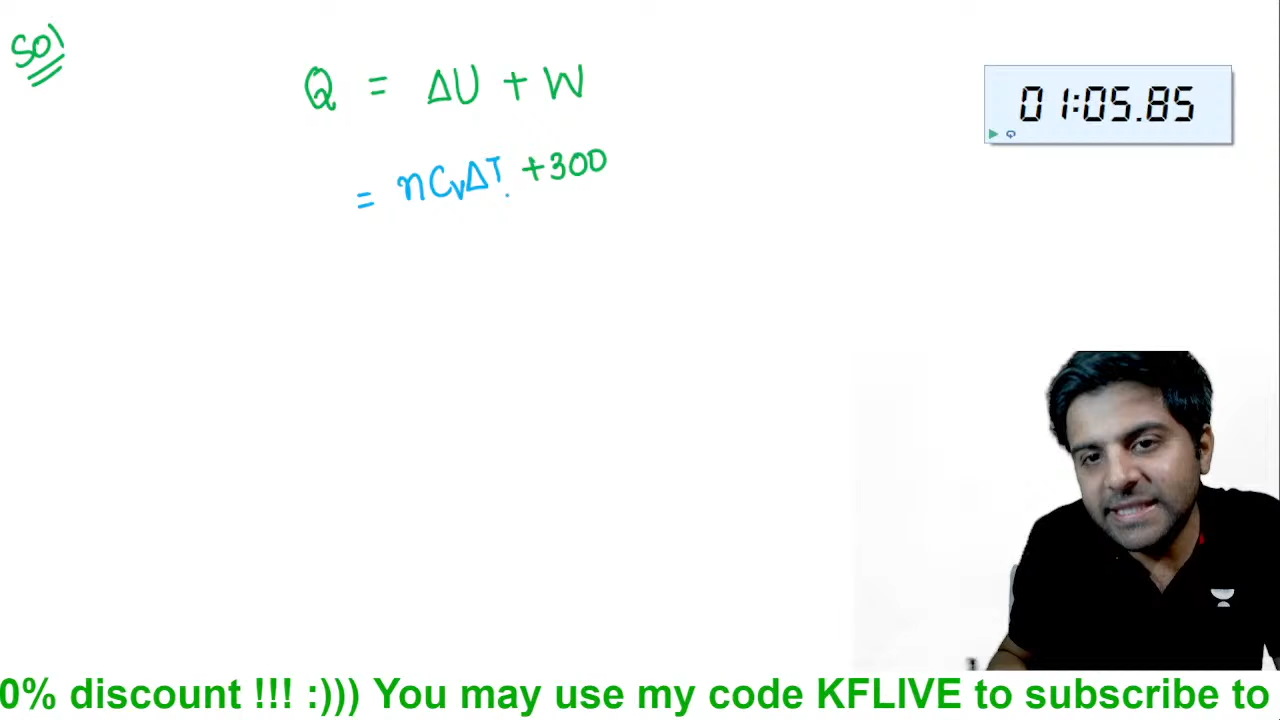 Sol
Q = ΔU + W
01:05.85
= nCvΔT + 300
0% discount !!! :))) You may use my code KFLIVE to subscribe to